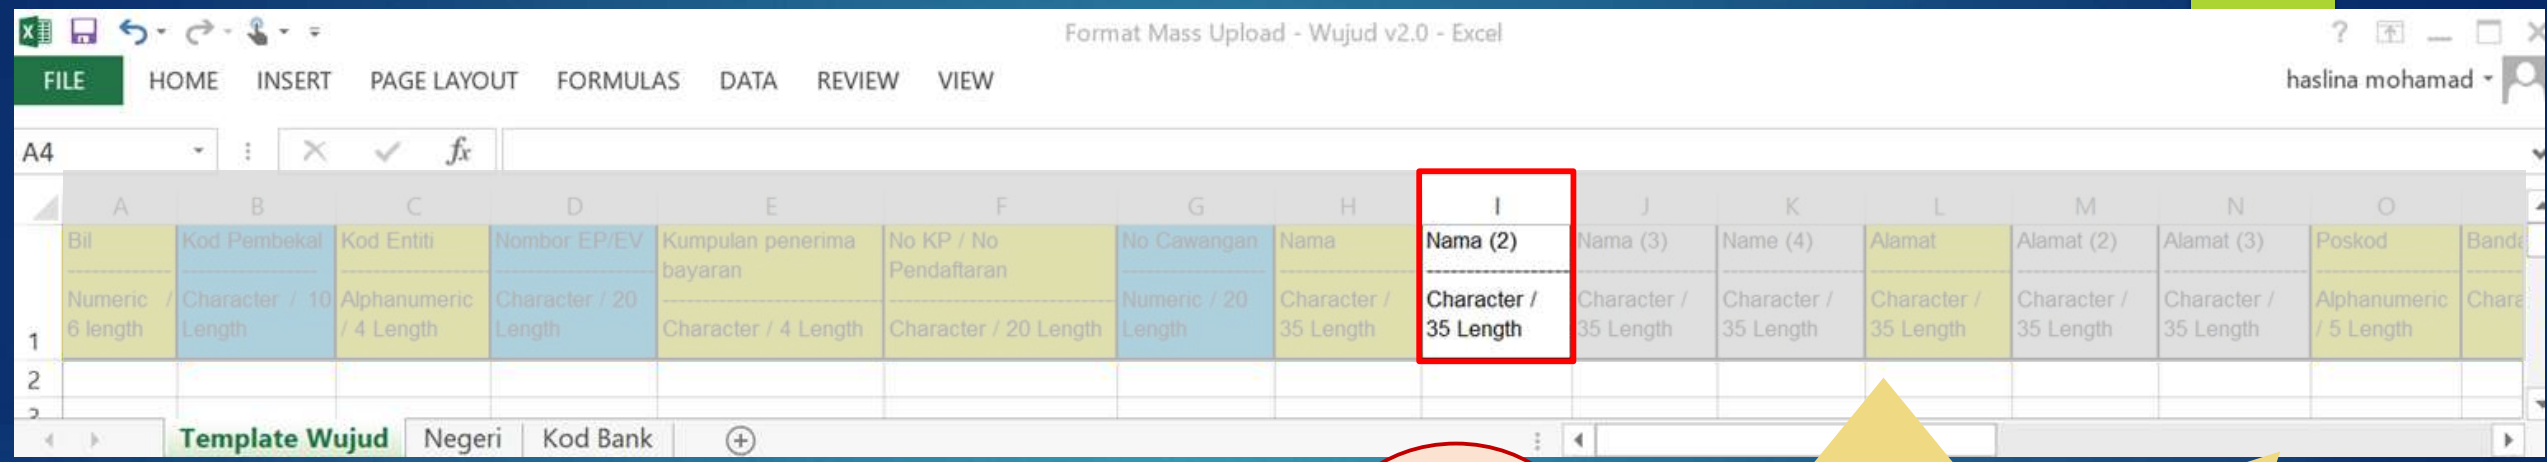 Format Mass Upload - Wujud v2.0 - Excel
FILE HOME INSERT PAGE LAYOUT FORMULAS DATA REVIEW VIEW
haslina mohamad
A4
fx
A B C D E F G H I J K L M N O
Bil
Numeric /
6 length
Kod Pembekal
Character / 10
Length
Kod Entiti
Alphanumeric
/ 4 Length
Nombor EP/EV
Character / 20
Length
Kumpulan penerima
bayaran
Character / 4 Length
No KP / No
Pendaftaran
Character / 20 Length
No Cawangan
Numeric / 20
Length
Nama
Character /
35 Length
Nama (2)
Character /
35 Length
Nama (3)
Character /
35 Length
Name (4)
Character /
35 Length
Alamat
Character /
35 Length
Alamat (2)
Character /
35 Length
Alamat (3)
Character /
35 Length
Poskod
Alphanumeric
/ 5 Length
1
2
Template Wujud Negeri Kod Bank